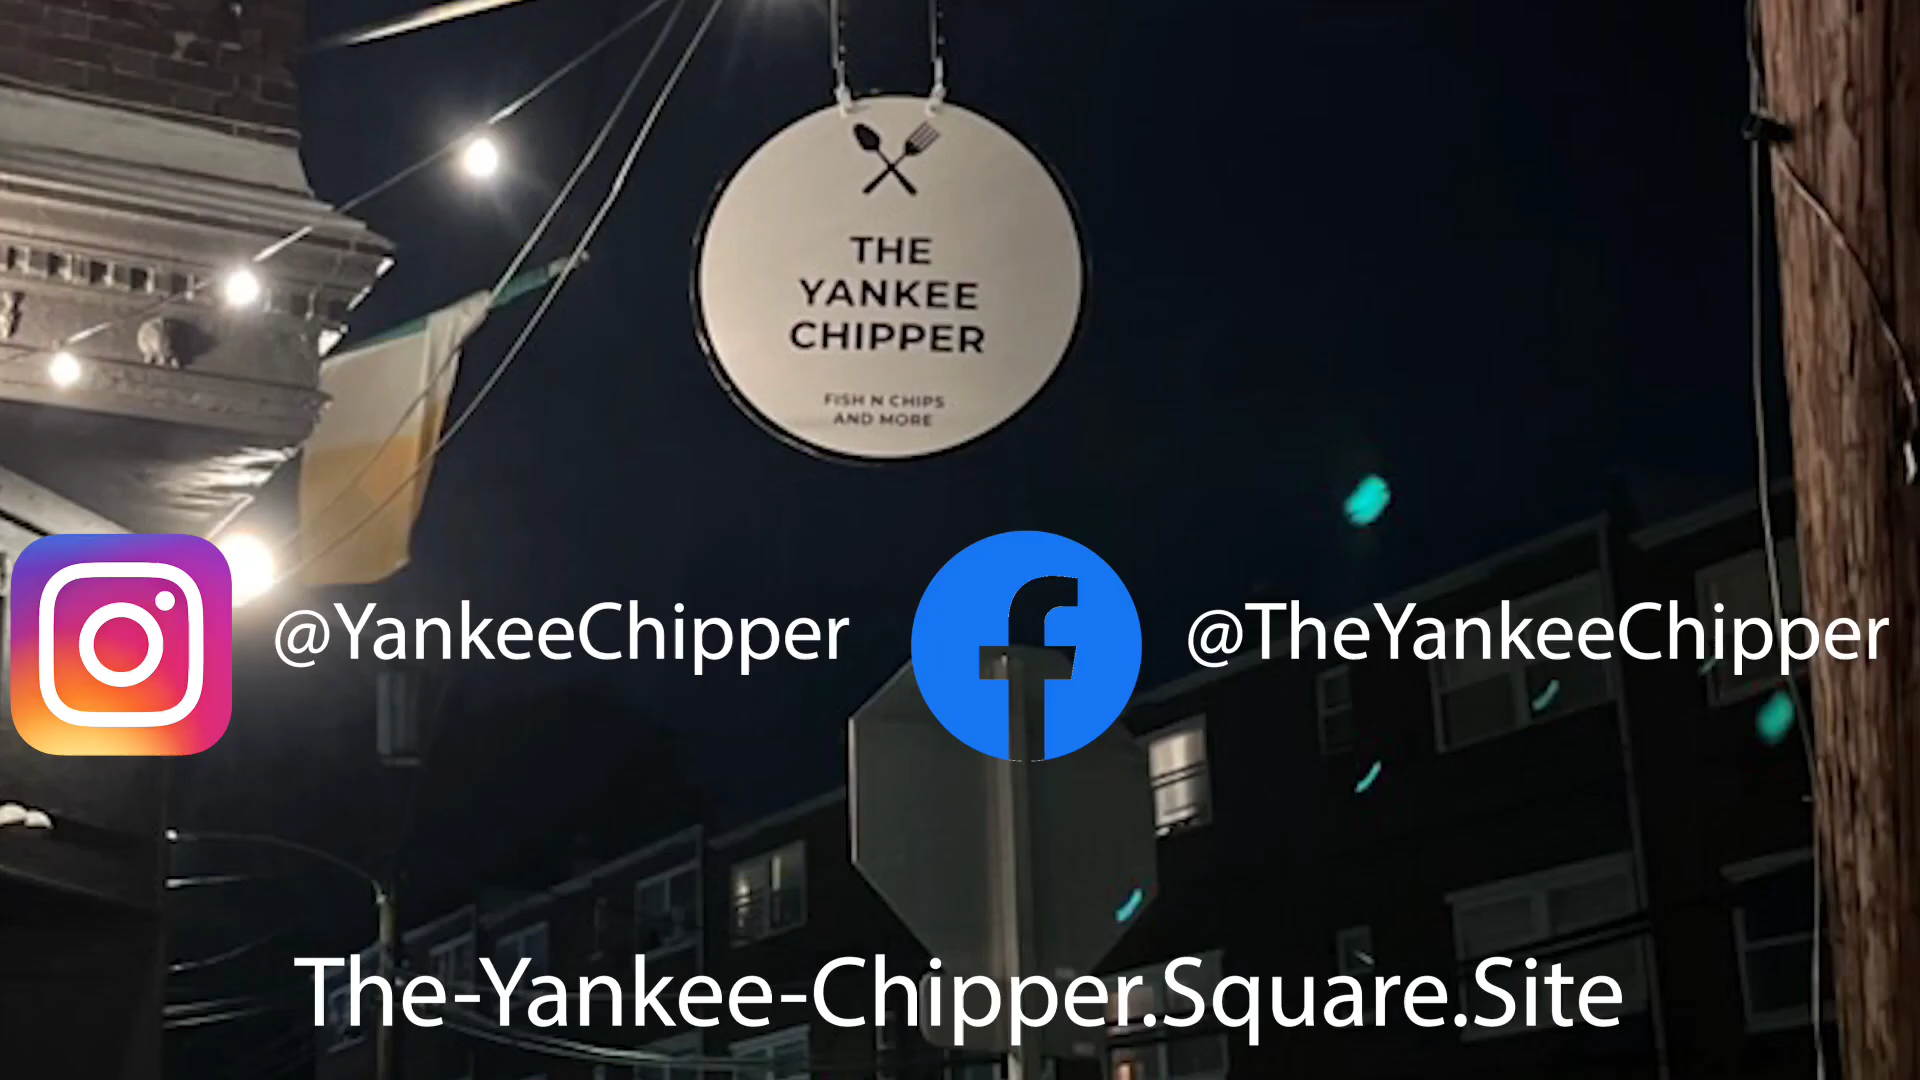 THE
YANKEE
CHIPPER
FISH N CHIPS
AND MORE
@YankeeChipper
@TheYankeeChipper
The-Yankee-Chipper.Square.Site